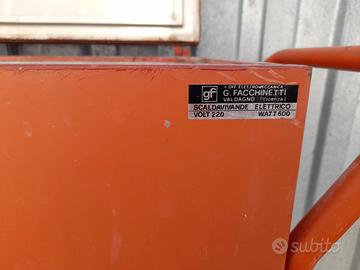 OFF. ELETTROMECCANICA
gf
G. FACCHINETTI
VALDAGNO (Vicenza)
SCALDAVIVANDE ELETTRICO
VOLT 220 WATT 600
subito